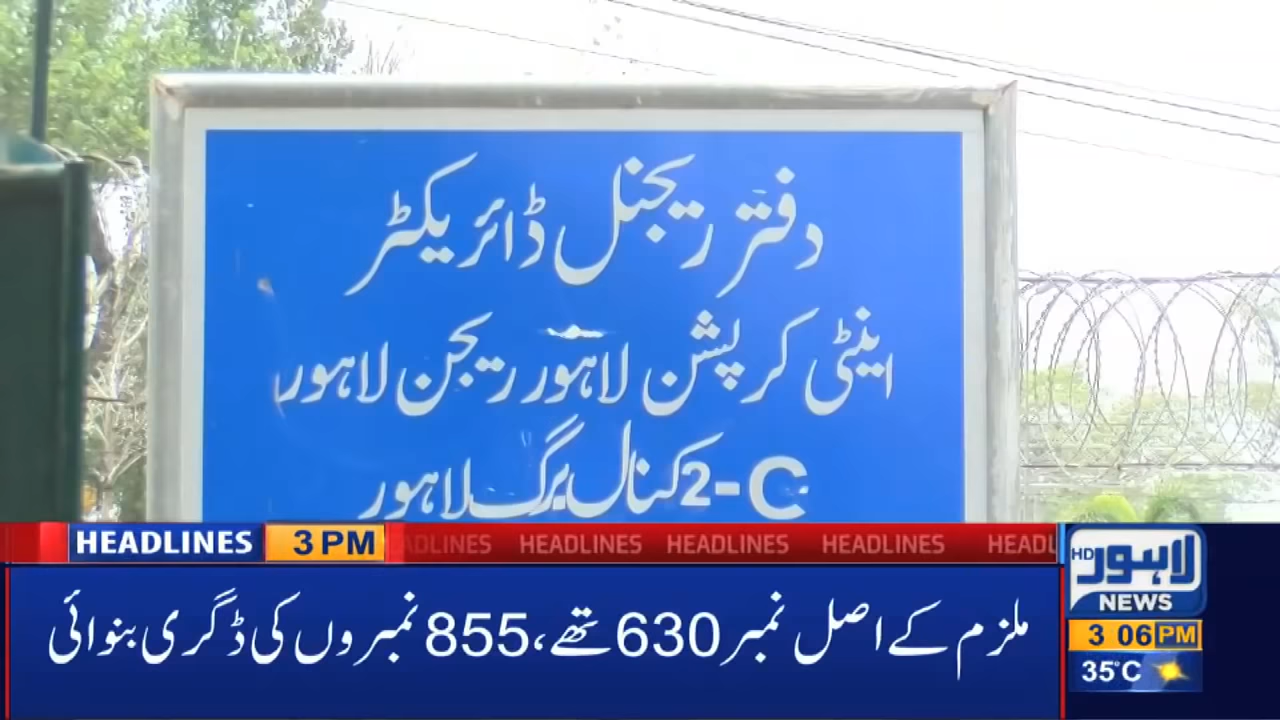 دفتر ریجنل ڈائریکٹر
اینٹی کرپشن لاہور ریجن لاہور
2-C کنال برگ لاہور
HEADLINES 3 PM
HEADLINES HEADLINES HEADLINES HEADLINES
HD لاہور
NEWS
ملزم کے اصل نمبر 630 تھے، 855 نمبروں کی ڈگری بنوائی
3 06 PM
35°C